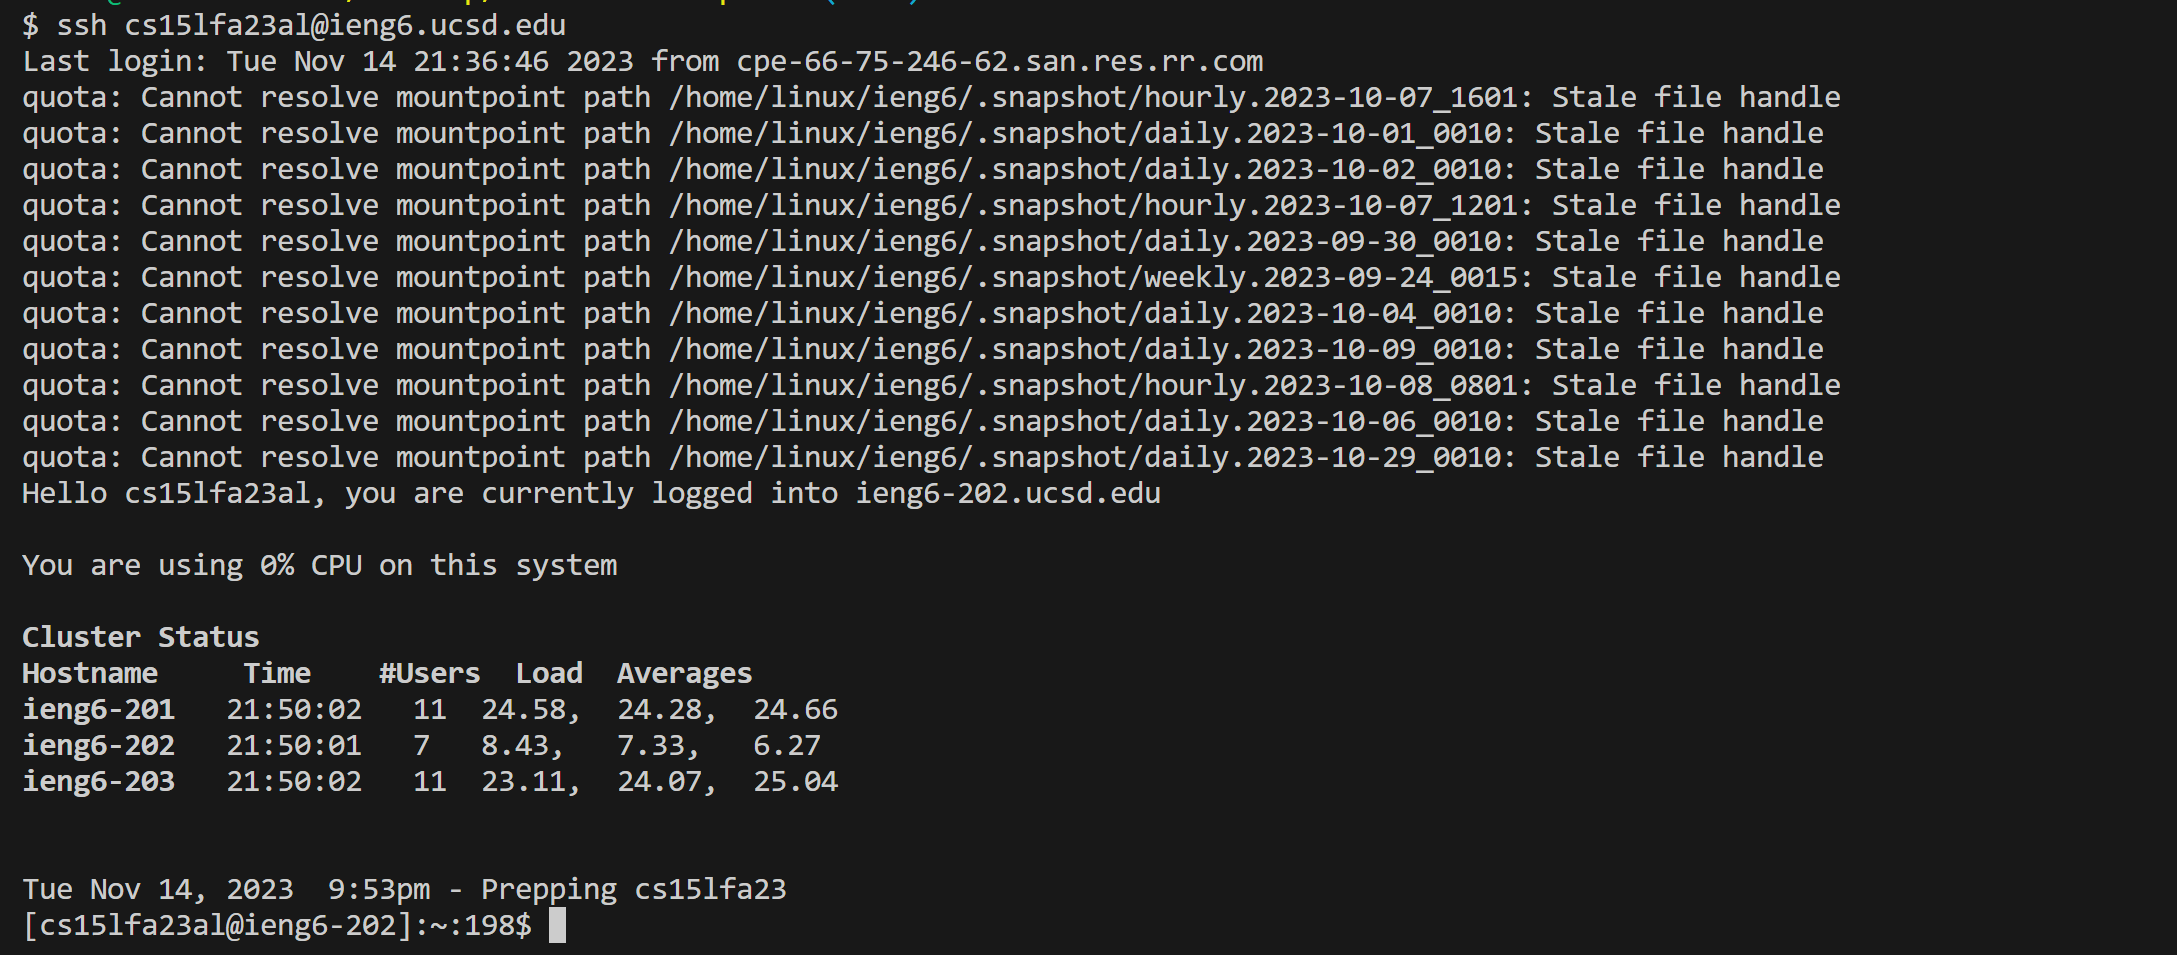 $ ssh cs15lfa23al@ieng6.ucsd.edu
Last login: Tue Nov 14 21:36:46 2023 from cpe-66-75-246-62.san.res.rr.com
quota: Cannot resolve mountpoint path /home/linux/ieng6/.snapshot/hourly.2023-10-07_1601: Stale file handle
quota: Cannot resolve mountpoint path /home/linux/ieng6/.snapshot/daily.2023-10-01_0010: Stale file handle
quota: Cannot resolve mountpoint path /home/linux/ieng6/.snapshot/daily.2023-10-02_0010: Stale file handle
quota: Cannot resolve mountpoint path /home/linux/ieng6/.snapshot/hourly.2023-10-07_1201: Stale file handle
quota: Cannot resolve mountpoint path /home/linux/ieng6/.snapshot/daily.2023-09-30_0010: Stale file handle
quota: Cannot resolve mountpoint path /home/linux/ieng6/.snapshot/weekly.2023-09-24_0015: Stale file handle
quota: Cannot resolve mountpoint path /home/linux/ieng6/.snapshot/daily.2023-10-04_0010: Stale file handle
quota: Cannot resolve mountpoint path /home/linux/ieng6/.snapshot/daily.2023-10-09_0010: Stale file handle
quota: Cannot resolve mountpoint path /home/linux/ieng6/.snapshot/hourly.2023-10-08_0801: Stale file handle
quota: Cannot resolve mountpoint path /home/linux/ieng6/.snapshot/daily.2023-10-06_0010: Stale file handle
quota: Cannot resolve mountpoint path /home/linux/ieng6/.snapshot/daily.2023-10-29_0010: Stale file handle
Hello cs15lfa23al, you are currently logged into ieng6-202.ucsd.edu
You are using 0% CPU on this system
Cluster Status
Hostname     Time    #Users  Load  Averages
ieng6-201   21:50:02   11  24.58,  24.28,  24.66
ieng6-202   21:50:01   7   8.43,   7.33,   6.27
ieng6-203   21:50:02   11  23.11,  24.07,  25.04
Tue Nov 14, 2023  9:53pm - Prepping cs15lfa23
[cs15lfa23al@ieng6-202]:~:198$